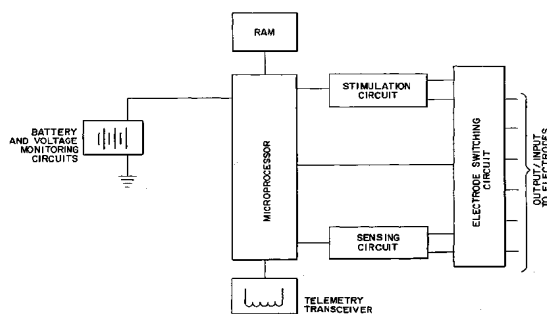 RAM
STIMULATION
CIRCUIT
BATTERY
AND VOLTAGE
MONITORING
CIRCUITS
MICROPROCESSOR
ELECTRODE SWITCHING
CIRCUIT
OUTPUT/INPUT
TO ELECTRODES
SENSING
CIRCUIT
TELEMETRY
TRANSCEIVER